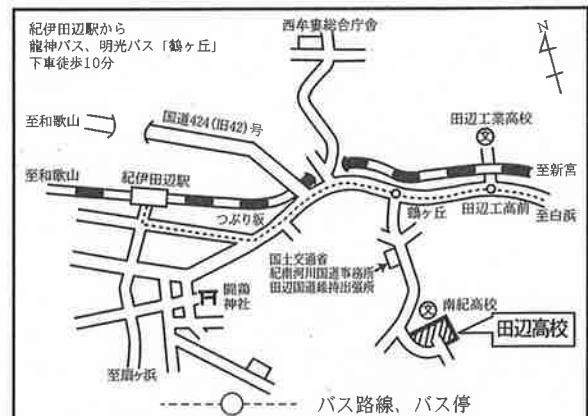 紀伊田辺駅から
龍神バス、明光バス「鶴ヶ丘」
下車徒歩10分
西牟婁総合庁舎
N
国道424(旧42)号
至和歌山
田辺工業高校
文
至和歌山
紀伊田辺駅
至新宮
つぶり坂
鶴ヶ丘
田辺工高前
至白浜
国土交通省
紀南河川国道事務所
田辺国道維持出張所
闘鶏
神社
文
南紀高校
田辺高校
至扇ヶ浜
バス路線、バス停